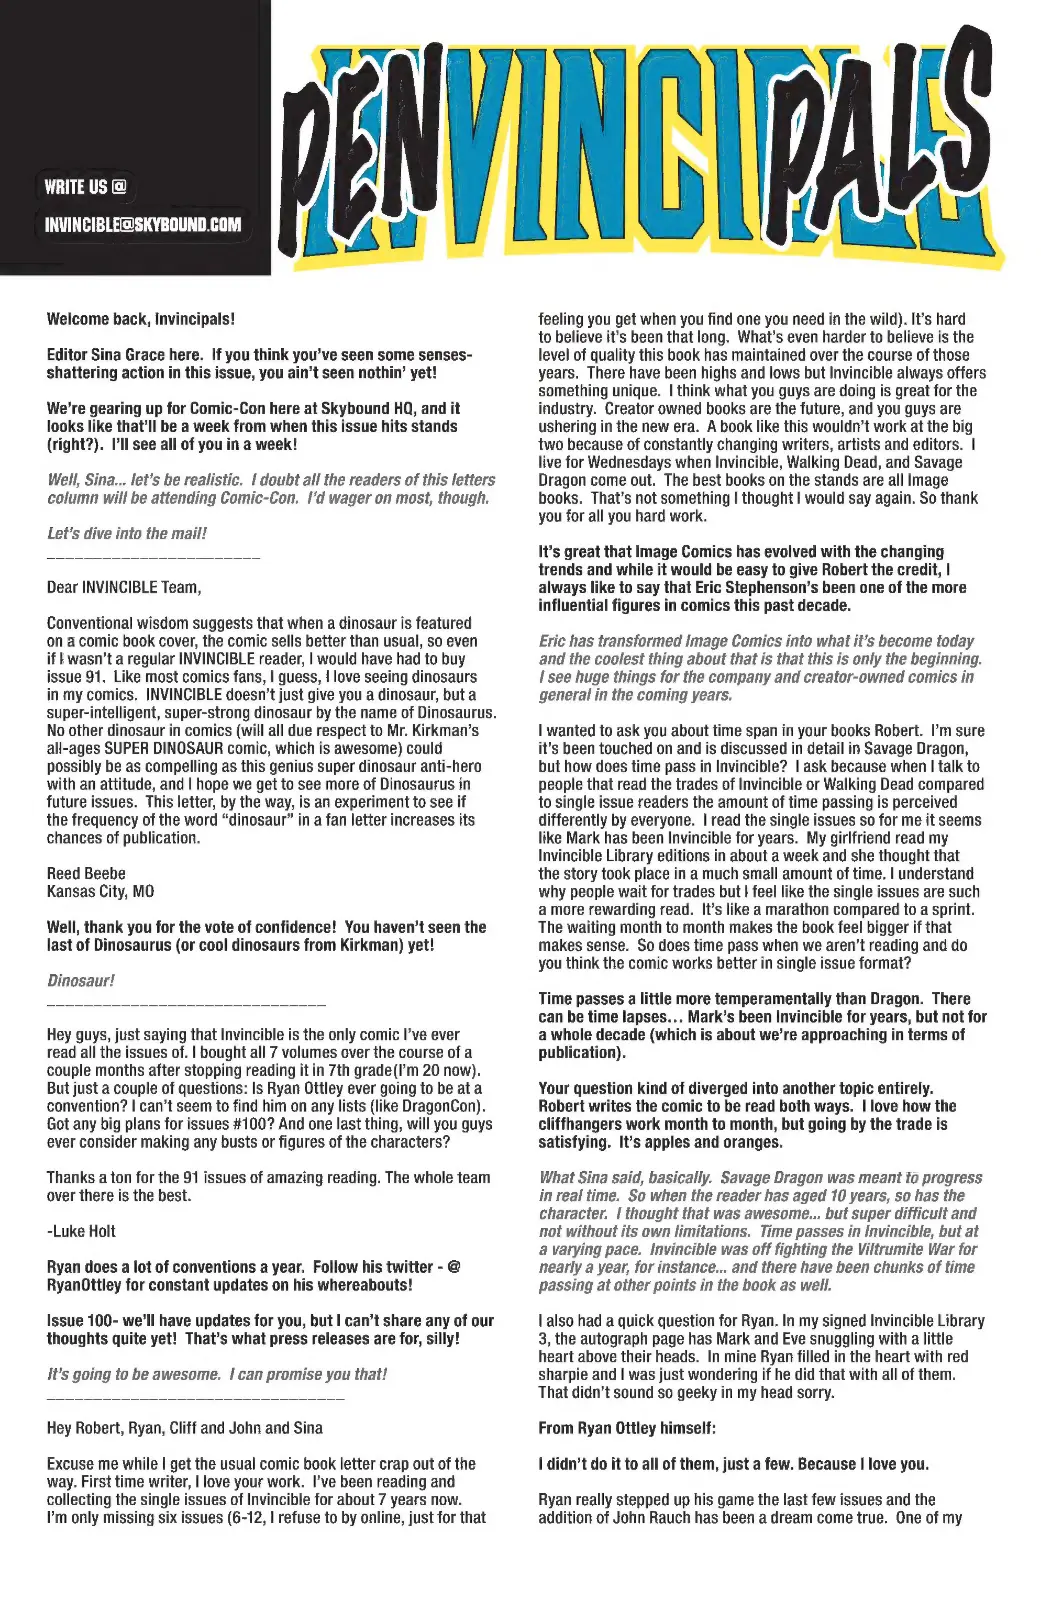 PENVINCIPALS
WRITE US @
INVINCIBLE@SKYBOUND.COM
Welcome back, Invincipals!
Editor Sina Grace here. If you think you've seen some senses-
shattering action in this issue, you ain't seen nothin' yet!
We're gearing up for Comic-Con here at Skybound HQ, and it
looks like that'll be a week from when this issue hits stands
(right?). I'll see all of you in a week!
Well, Sina... let's be realistic. I doubt all the readers of this letters
column will be attending Comic-Con. I'd wager on most, though.
Let's dive into the mail!
_______________________
Dear INVINCIBLE Team,
Conventional wisdom suggests that when a dinosaur is featured
on a comic book cover, the comic sells better than usual, so even
if I wasn't a regular INVINCIBLE reader, I would have had to buy
issue 91. Like most comics fans, I guess, I love seeing dinosaurs
in my comics. INVINCIBLE doesn't just give you a dinosaur, but a
super-intelligent, super-strong dinosaur by the name of Dinosaurus.
No other dinosaur in comics (will all due respect to Mr. Kirkman's
all-ages SUPER DINOSAUR comic, which is awesome) could
possibly be as compelling as this genius super dinosaur anti-hero
with an attitude, and I hope we get to see more of Dinosaurus in
future issues. This letter, by the way, is an experiment to see if
the frequency of the word "dinosaur" in a fan letter increases its
chances of publication.
Reed Beebe
Kansas City, MO
Well, thank you for the vote of confidence! You haven't seen the
last of Dinosaurus (or cool dinosaurs from Kirkman) yet!
Dinosaur!
______________________________
Hey guys, just saying that Invincible is the only comic I've ever
read all the issues of. I bought all 7 volumes over the course of a
couple months after stopping reading it in 7th grade(I'm 20 now).
But just a couple of questions: Is Ryan Ottley ever going to be at a
convention? I can't seem to find him on any lists (like DragonCon).
Got any big plans for issues #100? And one last thing, will you guys
ever consider making any busts or figures of the characters?
Thanks a ton for the 91 issues of amazing reading. The whole team
over there is the best.
-Luke Holt
Ryan does a lot of conventions a year. Follow his twitter - @
RyanOttley for constant updates on his whereabouts!
Issue 100- we'll have updates for you, but I can't share any of our
thoughts quite yet! That's what press releases are for, silly!
It's going to be awesome. I can promise you that!
________________________________
Hey Robert, Ryan, Cliff and John and Sina
Excuse me while I get the usual comic book letter crap out of the
way. First time writer, I love your work. I've been reading and
collecting the single issues of Invincible for about 7 years now.
I'm only missing six issues (6-12, I refuse to by online, just for that
feeling you get when you find one you need in the wild). It's hard
to believe it's been that long. What's even harder to believe is the
level of quality this book has maintained over the course of those
years. There have been highs and lows but Invincible always offers
something unique. I think what you guys are doing is great for the
industry. Creator owned books are the future, and you guys are
ushering in the new era. A book like this wouldn't work at the big
two because of constantly changing writers, artists and editors. I
live for Wednesdays when Invincible, Walking Dead, and Savage
Dragon come out. The best books on the stands are all Image
books. That's not something I thought I would say again. So thank
you for all you hard work.
It's great that Image Comics has evolved with the changing
trends and while it would be easy to give Robert the credit, I
always like to say that Eric Stephenson's been one of the more
influential figures in comics this past decade.
Eric has transformed Image Comics into what it's become today
and the coolest thing about that is that this is only the beginning.
I see huge things for the company and creator-owned comics in
general in the coming years.
I wanted to ask you about time span in your books Robert. I'm sure
it's been touched on and is discussed in detail in Savage Dragon,
but how does time pass in Invincible? I ask because when I talk to
people that read the trades of Invincible or Walking Dead compared
to single issue readers the amount of time passing is perceived
differently by everyone. I read the single issues so for me it seems
like Mark has been Invincible for years. My girlfriend read my
Invincible Library editions in about a week and she thought that
the story took place in a much small amount of time. I understand
why people wait for trades but I feel like the single issues are such
a more rewarding read. It's like a marathon compared to a sprint.
The waiting month to month makes the book feel bigger if that
makes sense. So does time pass when we aren't reading and do
you think the comic works better in single issue format?
Time passes a little more temperamentally than Dragon. There
can be time lapses... Mark's been Invincible for years, but not for
a whole decade (which is about we're approaching in terms of
publication).
Your question kind of diverged into another topic entirely.
Robert writes the comic to be read both ways. I love how the
cliffhangers work month to month, but going by the trade is
satisfying. It's apples and oranges.
What Sina said, basically. Savage Dragon was meant to progress
in real time. So when the reader has aged 10 years, so has the
character. I thought that was awesome... but super difficult and
not without its own limitations. Time passes in Invincible, but at
a varying pace. Invincible was off fighting the Viltrumite War for
nearly a year, for instance... and there have been chunks of time
passing at other points in the book as well.
I also had a quick question for Ryan. In my signed Invincible Library
3, the autograph page has Mark and Eve snuggling with a little
heart above their heads. In mine Ryan filled in the heart with red
sharpie and I was just wondering if he did that with all of them.
That didn't sound so geeky in my head sorry.
From Ryan Ottley himself:
I didn't do it to all of them, just a few. Because I love you.
Ryan really stepped up his game the last few issues and the
addition of John Rauch has been a dream come true. One of my